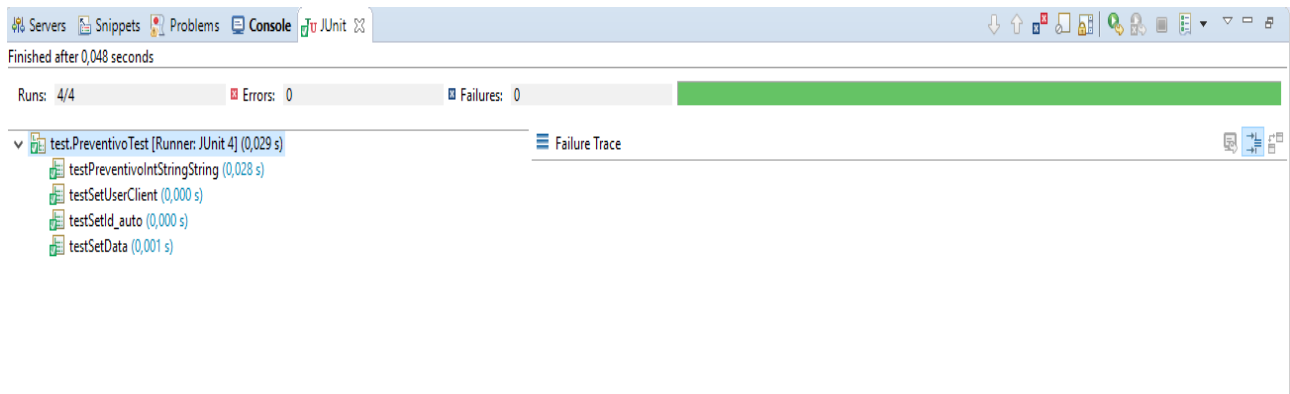 Servers Snippets Problems Console JUnit
Finished after 0,048 seconds
Runs: 4/4 Errors: 0 Failures: 0
test.PreventivoTest [Runner: JUnit 4] (0,029 s)
Failure Trace
testPreventivoIntStringString (0,028 s)
testSetUserClient (0,000 s)
testSetId_auto (0,000 s)
testSetData (0,001 s)